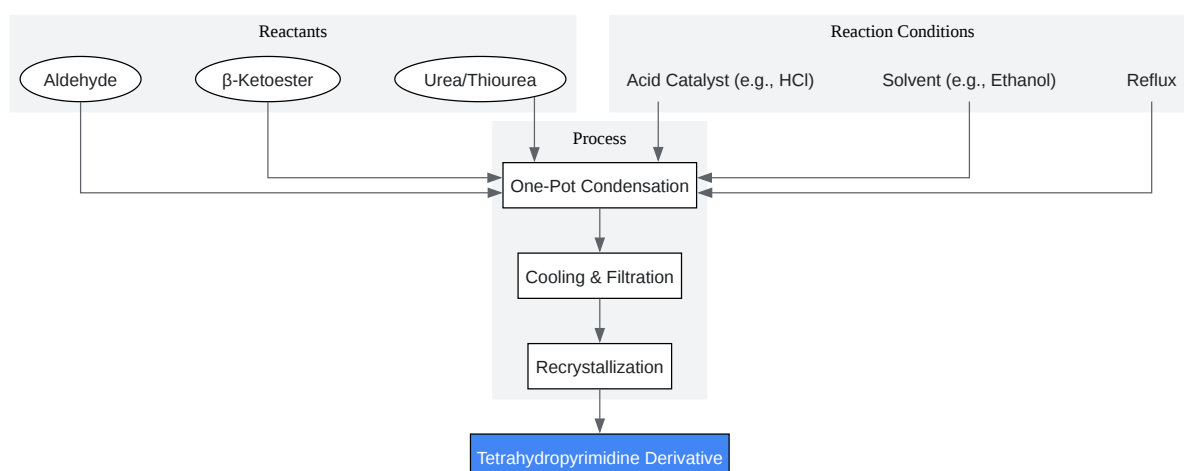 Reactants
Aldehyde
β-Ketoester
Urea/Thiourea
Reaction Conditions
Acid Catalyst (e.g., HCl)
Solvent (e.g., Ethanol)
Reflux
Process
One-Pot Condensation
Cooling & Filtration
Recrystallization
Tetrahydropyrimidine Derivative